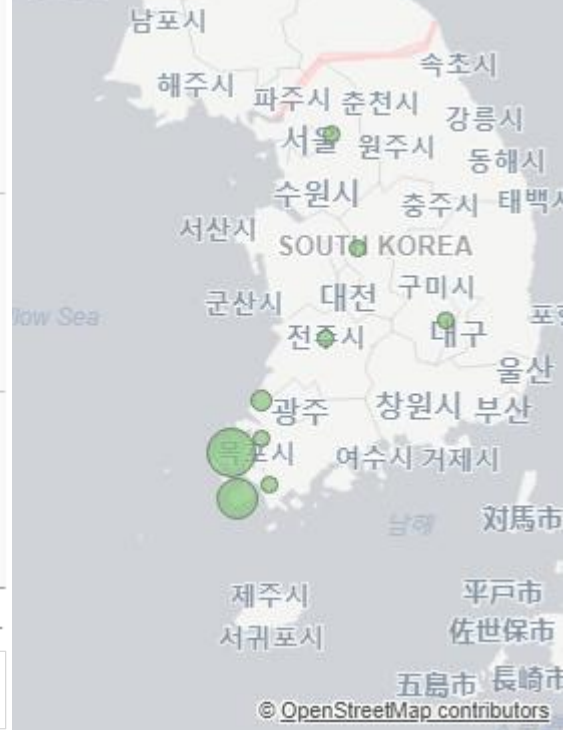 남포시
속초시
해주시
파주시 춘천시
강릉시
서울 원주시
동해시
수원시
충주시 태백시
서산시
SOUTH KOREA
군산시 대전 구미시
low Sea
전주시 대구
울산
광주 창원시 부산
목포시 여수시 거제시
남해
対馬市
제주시
平戸市
서귀포시
佐世保市
五島市 長崎市
© OpenStreetMap contributors